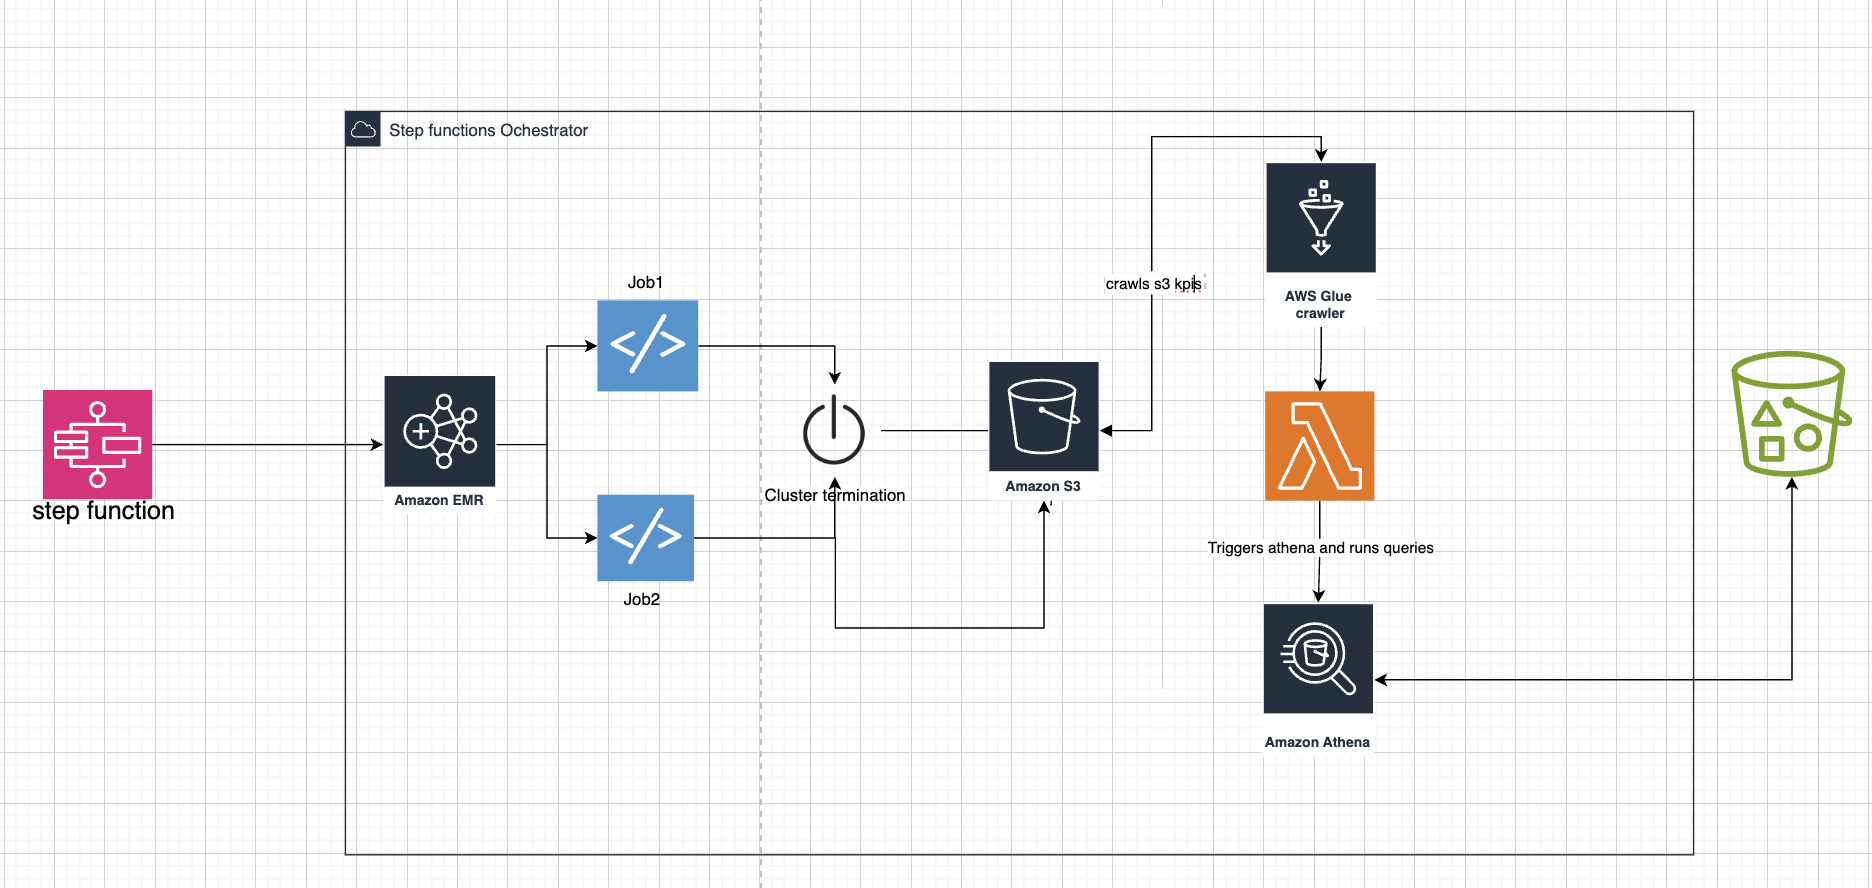 Step functions Ochestrator
Job1
crawls s3 kpis
AWS Glue
crawler
step function
Amazon EMR
Cluster termination
Amazon S3
Job2
Triggers athena and runs queries
Amazon Athena